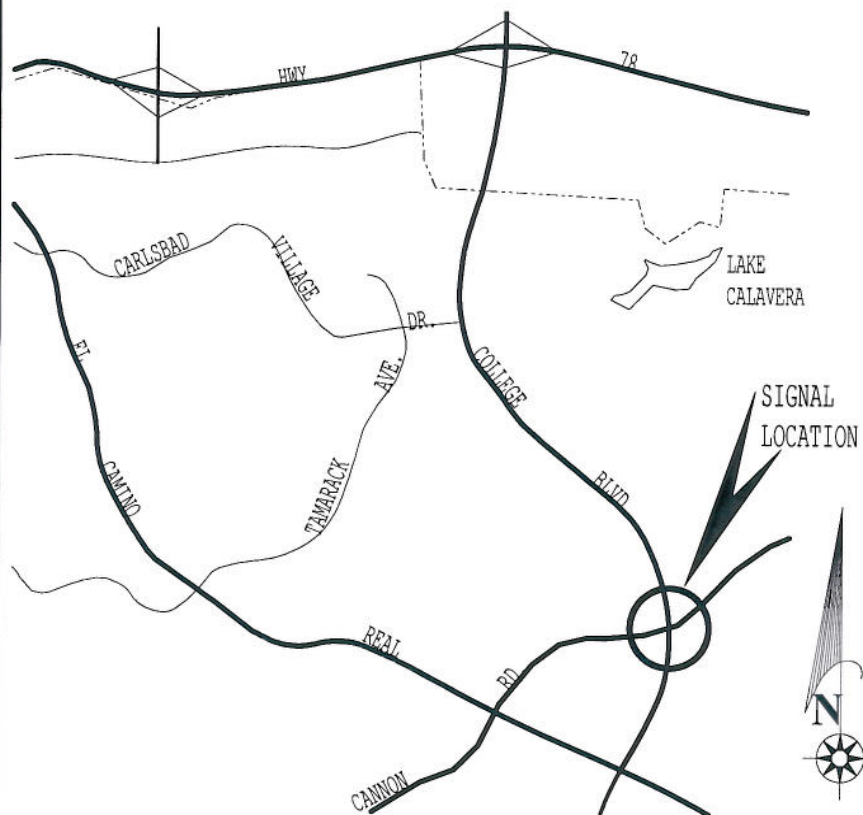 HWY 78
CARLSBAD VILLAGE DR.
LAKE
CALAVERA
EL CAMINO REAL
TAMARACK AVE.
COLLEGE BLVD
SIGNAL
LOCATION
CANNON RD
N